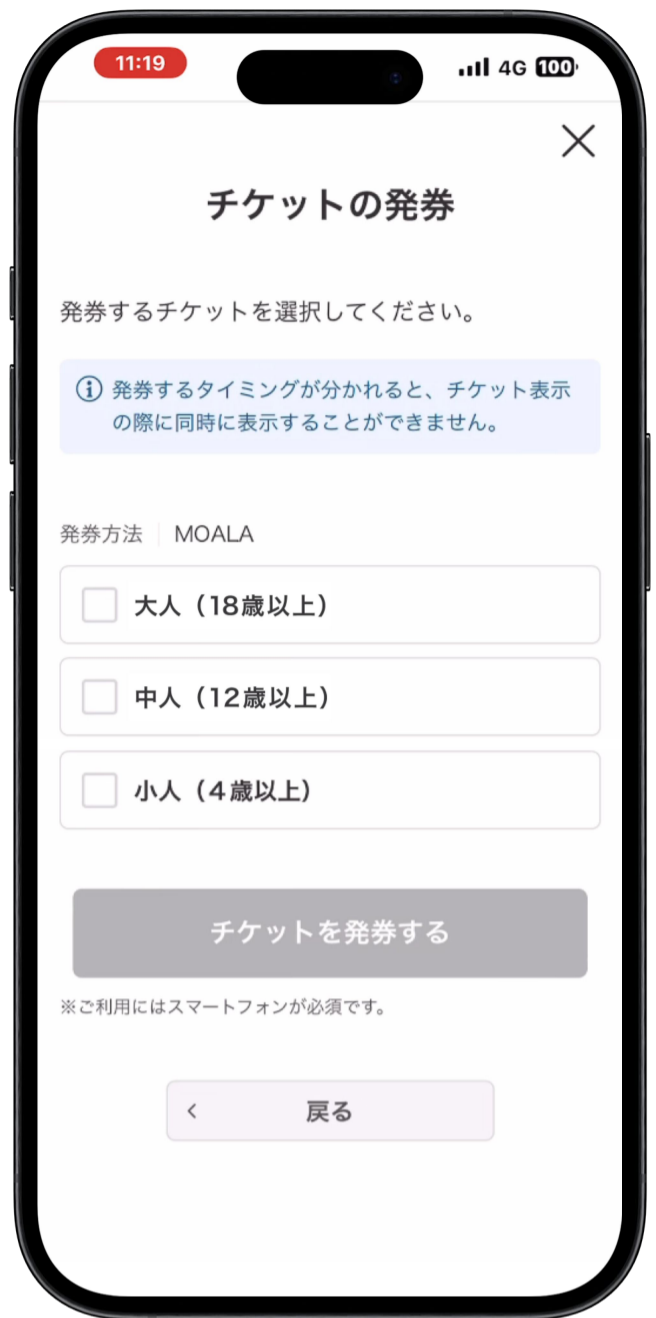 11:19 4G 100
チケットの発券
発券するチケットを選択してください。
発券するタイミングが分かれると、チケット表示
の際に同時に表示することができません。
発券方法 MOALA
大人（18歳以上）
中人（12歳以上）
小人（4歳以上）
チケットを発券する
※ご利用にはスマートフォンが必須です。
戻る